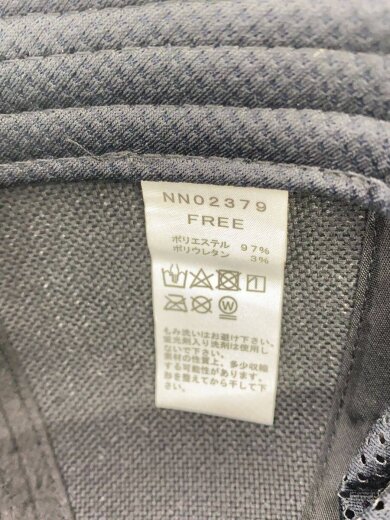 NN02379
FREE
ポリエステル 97%
ポリウレタン 3%
W
もみ洗いはお避け下さい。
蛍光剤入り洗剤は使用し
ないで下さい。
素材の性質上、多少収縮
する可能性があります。
形を整えてから干して下
さい。